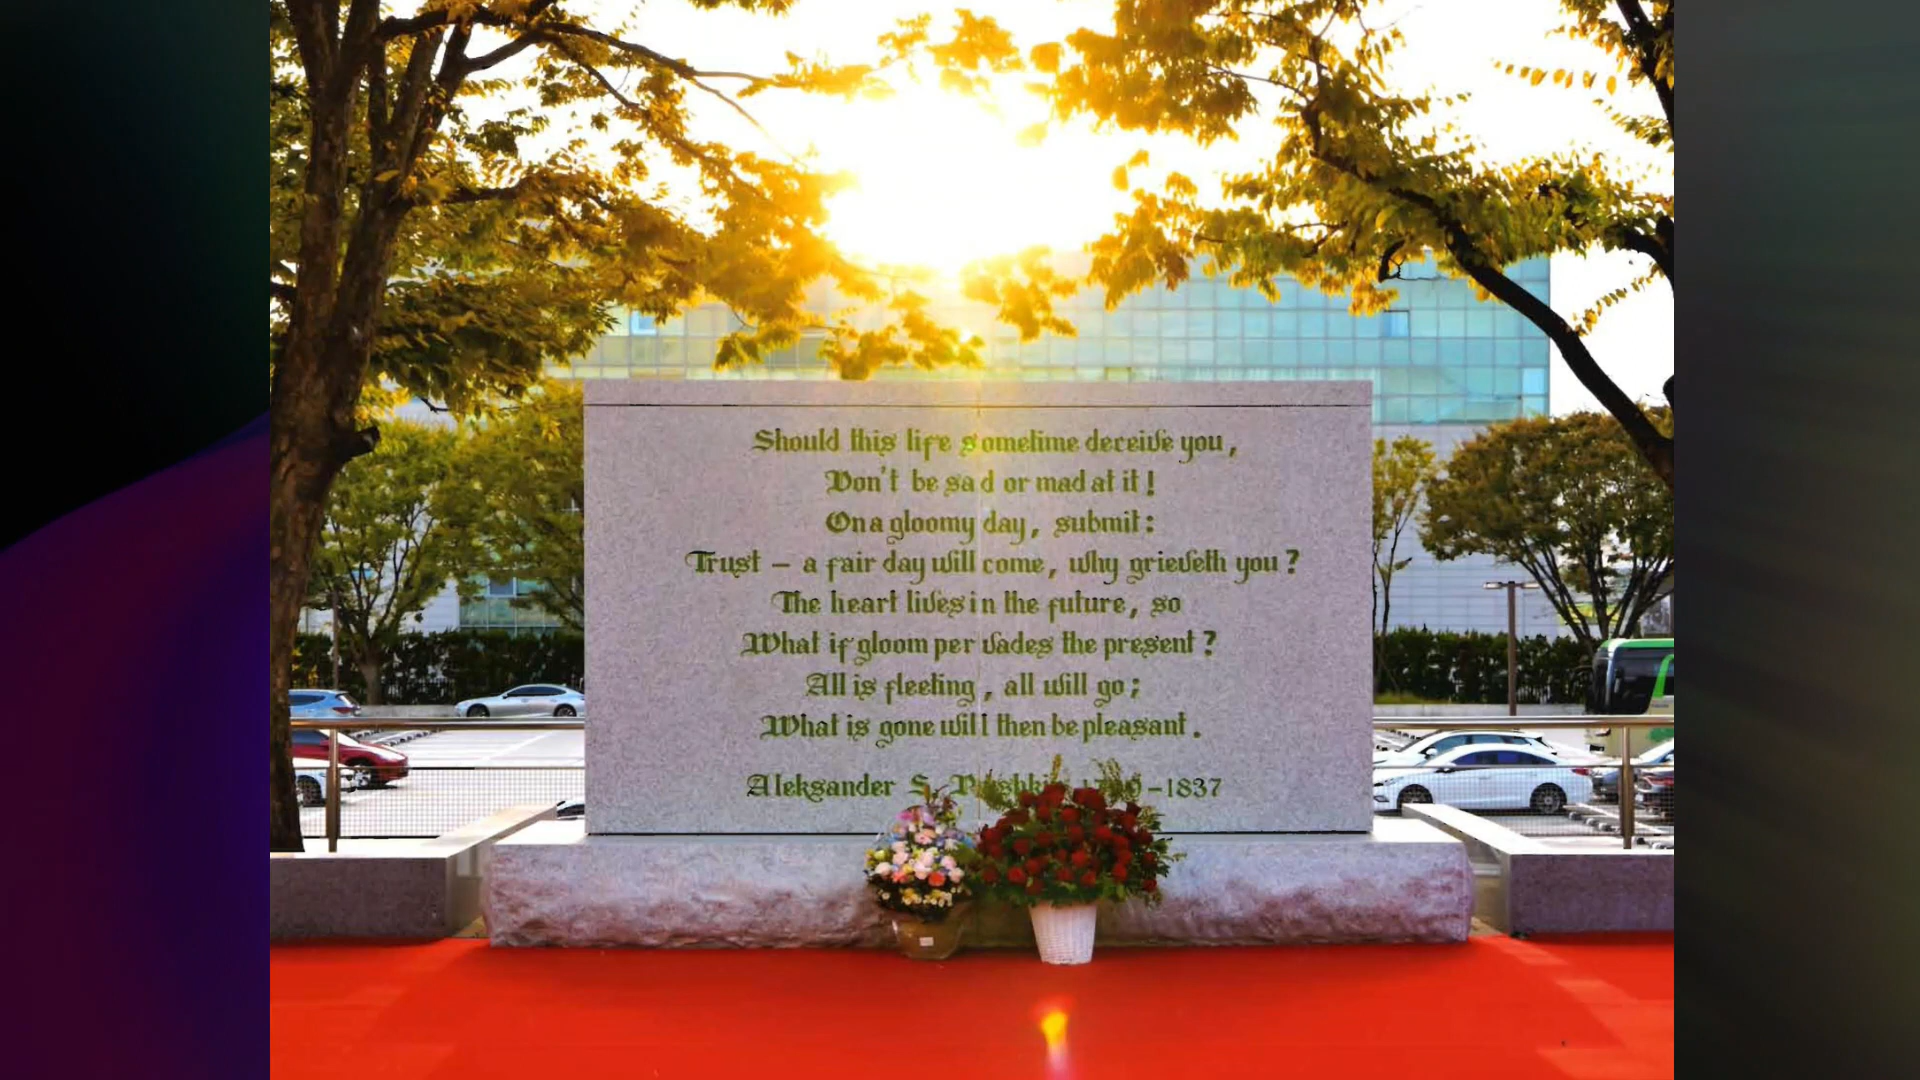 Should this life sometime deceive you,
Don't be sad or mad at it!
On a gloomy day, submit:
Trust – a fair day will come, why grieveth you?
The heart lives in the future, so
What if gloom pervades the present?
All is fleeting, all will go;
What is gone will then be pleasant.
Aleksander S. –1837